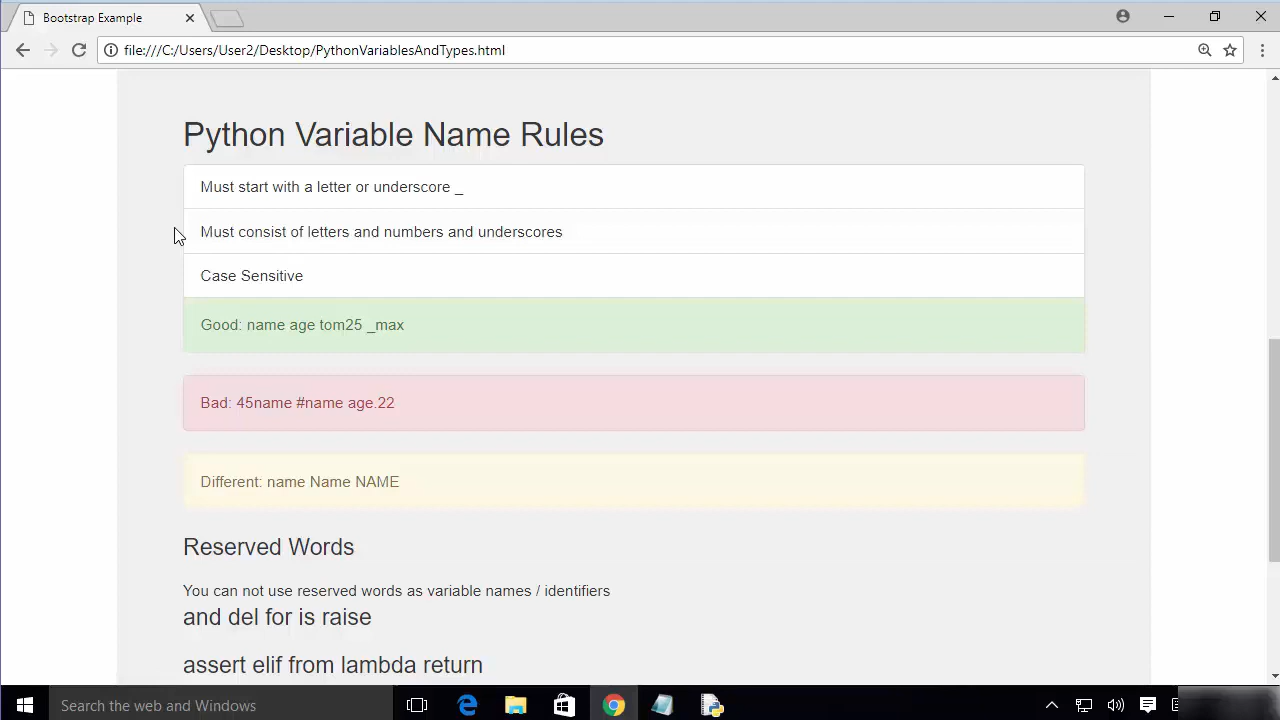 Bootstrap Example
file:///C:/Users/User2/Desktop/PythonVariablesAndTypes.html
Python Variable Name Rules
Must start with a letter or underscore _
Must consist of letters and numbers and underscores
Case Sensitive
Good: name age tom25 _max
Bad: 45name #name age.22
Different: name Name NAME
Reserved Words
You can not use reserved words as variable names / identifiers
and del for is raise
assert elif from lambda return
Search the web and Windows